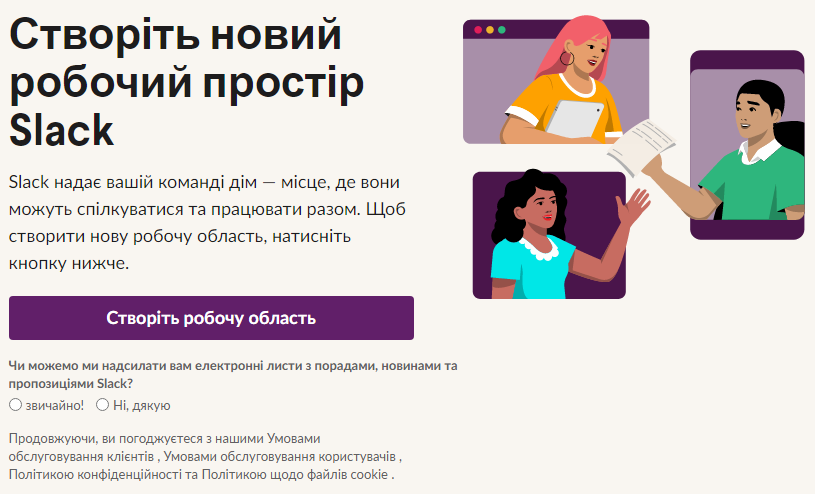 Створіть новий
робочий простір
Slack
Slack надає вашій команді дім — місце, де вони
можуть спілкуватися та працювати разом. Щоб
створити нову робочу область, натисніть
кнопку нижче.
Створіть робочу область
Чи можемо ми надсилати вам електронні листи з порадами, новинами та
пропозиціями Slack?
звичайно! Ні, дякую
Продовжуючи, ви погоджуєтеся з нашими Умовами
обслуговування клієнтів , Умовами обслуговування користувачів ,
Політикою конфіденційності та Політикою щодо файлів cookie .